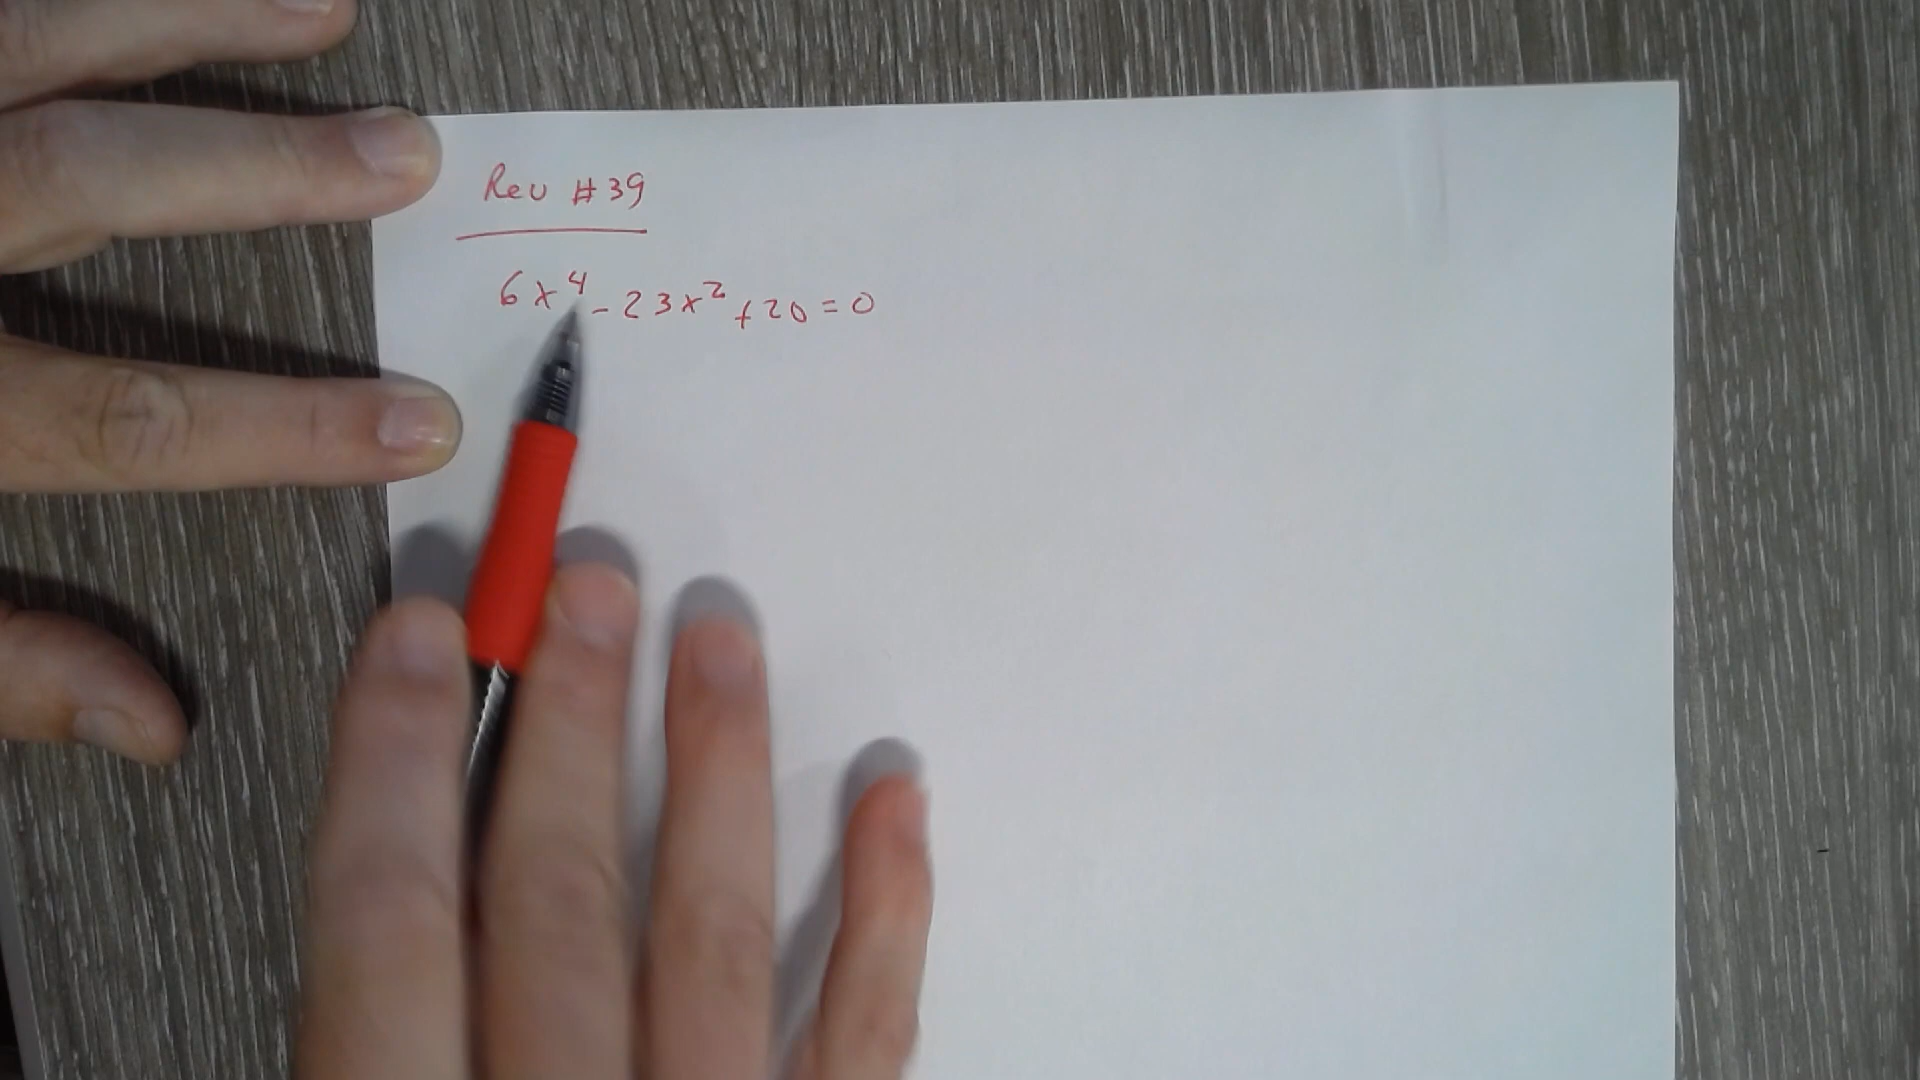 Rev #39
6x⁴ - 23x² + 20 = 0